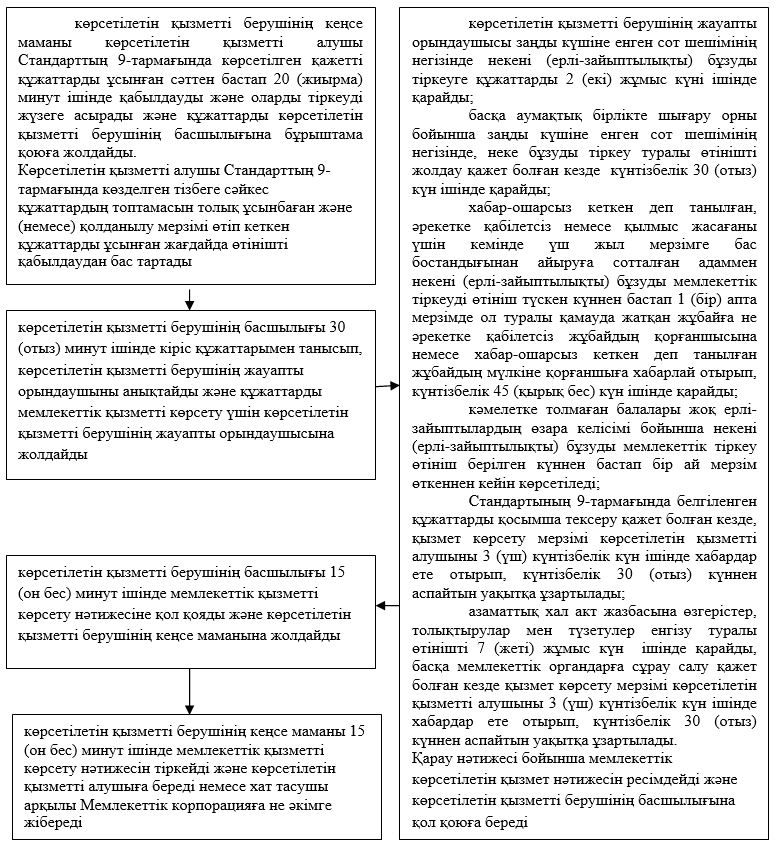 көрсетілетін қызметті берушінің кеңсе
маманы көрсетілетін қызметті алушы
Стандарттың 9-тармағында көрсетілген қажетті
құжаттарды ұсынған сәттен бастап 20 (жиырма)
минут ішінде қабылдауды және оларды тіркеуді
жүзеге асырады және құжаттарды көрсетілетін
қызметті берушінің басшылығына бұрыштама
қоюға жолдайды.
Көрсетілетін қызметті алушы Стандарттың 9-
тармағында көзделген тізбеге сәйкес
құжаттардың топтамасын толық ұсынбаған және
(немесе) қолданылу мерзімі өтіп кеткен
құжаттарды ұсынған жағдайда өтінішті
қабылдаудан бас тартады
көрсетілетін қызметті берушінің басшылығы 30
(отыз) минут ішінде кіріс құжаттарымен танысып,
көрсетілетін қызметті берушінің жауапты
орындаушыны анықтайды және құжаттарды
мемлекеттік қызметті көрсету үшін көрсетілетін
қызметті берушінің жауапты орындаушысына
жолдайды
көрсетілетін қызметті берушінің жауапты
орындаушысы заңды күшіне енген сот шешімінің
негізінде некені (ерлі-зайыптылықты) бұзуды
тіркеуге құжаттарды 2 (екі) жұмыс күні ішінде
қарайды;
басқа аумақтық бірлікте шығару орны
бойынша заңды күшіне енген сот шешімінің
негізінде, неке бұзуды тіркеу туралы өтінішті
жолдау қажет болған кезде күнтізбелік 30 (отыз)
күн ішінде қарайды;
хабар-ошарсыз кеткен деп танылған,
әрекетке қабілетсіз немесе қылмыс жасағаны
үшін кемінде үш жыл мерзімге бас
бостандығынан айыруға сотталған адаммен
некені (ерлі-зайыптылықты) бұзуды мемлекеттік
тіркеуді өтініш түскен күннен бастап 1 (бір) апта
мерзімде ол туралы қамауда жатқан жұбайға не
әрекетке қабілетсіз жұбайдың қорғаншысына
немесе хабар-ошарсыз кеткен деп танылған
жұбайдың мүлкіне қорғаншыға хабарлай отырып,
күнтізбелік 45 (қырық бес) күн ішінде қарайды;
кәмелетке толмаған балалары жоқ ерлі-
зайыптылардың өзара келісімі бойынша некені
(ерлі-зайыптылықты) бұзуды мемлекеттік тіркеу
өтініш берілген күннен бастап бір ай мерзім
өткеннен кейін көрсетіледі;
Стандартының 9-тармағында белгіленген
құжаттарды қосымша тексеру қажет болған кезде,
қызмет көрсету мерзімі көрсетілетін қызметті
алушыны 3 (үш) күнтізбелік күн ішінде хабардар
ете отырып, күнтізбелік 30 (отыз) күннен
аспайтын уақытқа ұзартылады;
азаматтық хал акт жазбасына өзгерістер,
толықтырулар мен түзетулер енгізу туралы
өтінішті 7 (жеті) жұмыс күн ішінде қарайды,
басқа мемлекеттік органдарға сұрау салу қажет
болған кезде қызмет көрсету мерзімі көрсетілетін
қызметті алушыны 3 (үш) күнтізбелік күн ішінде
хабардар ете отырып, күнтізбелік 30 (отыз)
күннен аспайтын уақытқа ұзартылады.
Қарау нәтижесі бойынша мемлекеттік
көрсетілетін қызмет нәтижесін ресімдейді және
көрсетілетін қызметті берушінің басшылығына
қол қоюға береді
көрсетілетін қызметті берушінің басшылығы 15
(он бес) минут ішінде мемлекеттік қызметті
көрсету нәтижесіне қол қояды және көрсетілетін
қызметті берушінің кеңсе маманына жолдайды
көрсетілетін қызметті берушінің кеңсе маманы 15
(он бес) минут ішінде мемлекеттік қызметті
көрсету нәтижесін тіркейді және көрсетілетін
қызметті алушыға береді немесе хат тасушы
арқылы Мемлекеттік корпорацияға не әкімге
жібереді